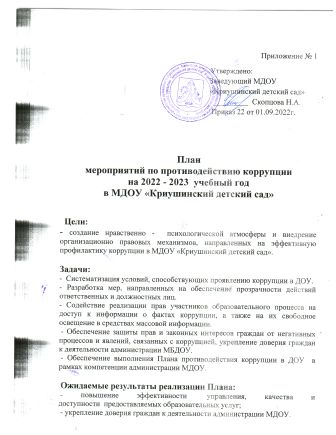 Приложение № 1
Утверждено:
Заведующий МДОУ
«Криушинский детский сад»
Скопцова Н.А.
Приказ 22 от 01.09.2022г.
План
мероприятий по противодействию коррупции
на 2022 - 2023 учебный год
в МДОУ «Криушинский детский сад»
Цели:
- создание нравственно - психологической атмосферы и внедрение
организационно правовых механизмов, направленных на эффективную
профилактику коррупции в МДОУ «Криушинский детский сад».
Задачи:
- Систематизация условий, способствующих проявлению коррупции в ДОУ.
- Разработка мер, направленных на обеспечение прозрачности действий
ответственных и должностных лиц.
- Содействие реализации прав участников образовательного процесса на
доступ к информации о фактах коррупции, а также на их свободное
освещение в средствах массовой информации.
- Обеспечение защиты прав и законных интересов граждан от негативных
процессов и явлений, связанных с коррупцией, укрепление доверия граждан
к деятельности администрации МБДОУ.
- Обеспечение выполнения Плана противодействия коррупции в ДОУ в
рамках компетенции администрации МДОУ.
Ожидаемые результаты реализации Плана:
- повышение эффективности управления, качества и
доступности предоставляемых образовательных услуг;
- укрепление доверия граждан к деятельности администрации МДОУ.